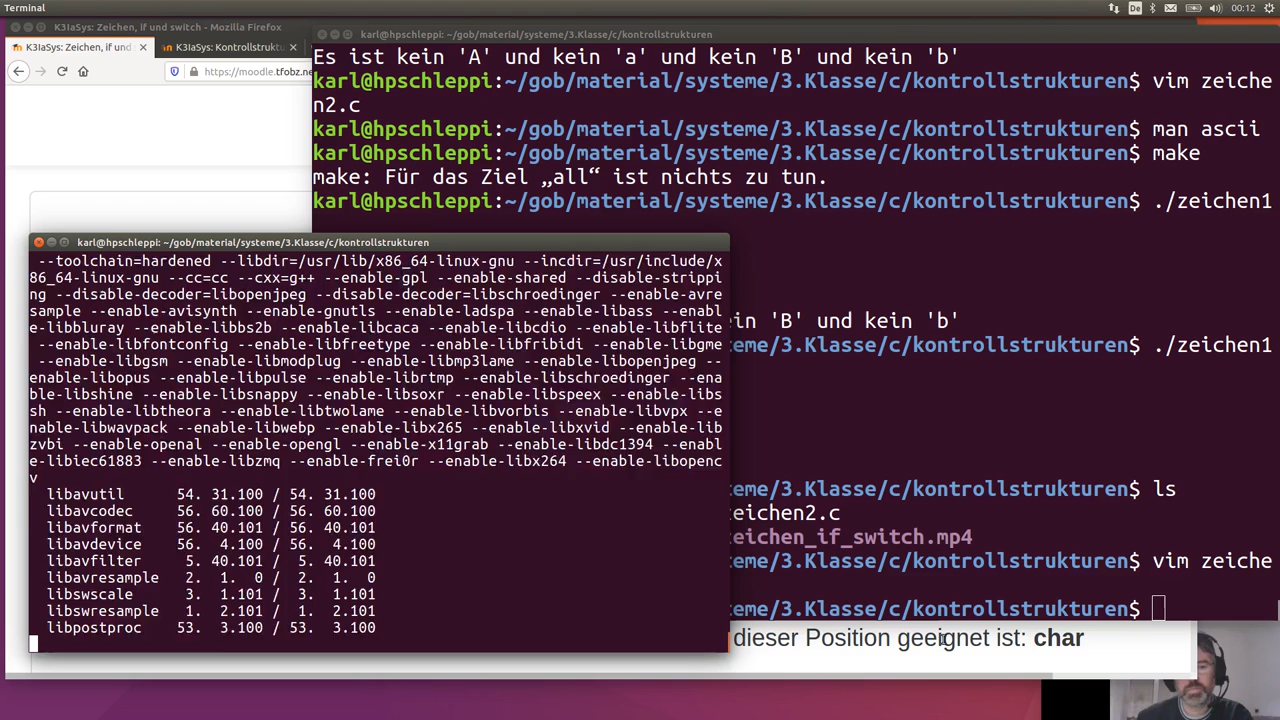 Terminal
De
00:12
K3IaSys: Zeichen, if und switch - Mozilla Firefox
K3IaSys: Zeichen, if und
K3IaSys: Kontrollstruktu
https://moodle.tfobz.ne
karl@hpschleppi: ~/gob/material/systeme/3.Klasse/c/kontrollstrukturen
Es ist kein 'A' und kein 'a' und kein 'B' und kein 'b'
karl@hpschleppi:~/gob/material/systeme/3.Klasse/c/kontrollstrukturen$ vim zeiche
n2.c
karl@hpschleppi:~/gob/material/systeme/3.Klasse/c/kontrollstrukturen$ man ascii
karl@hpschleppi:~/gob/material/systeme/3.Klasse/c/kontrollstrukturen$ make
make: Für das Ziel „all“ ist nichts zu tun.
karl@hpschleppi:~/gob/material/systeme/3.Klasse/c/kontrollstrukturen$ ./zeichen1
ein 'B' und kein 'b'
eme/3.Klasse/c/kontrollstrukturen$ ./zeichen1
teme/3.Klasse/c/kontrollstrukturen$ ls
zeichen2.c
zeichen_if_switch.mp4
teme/3.Klasse/c/kontrollstrukturen$ vim zeiche
teme/3.Klasse/c/kontrollstrukturen$
dieser Position geeignet ist: char
karl@hpschleppi: ~/gob/material/systeme/3.Klasse/c/kontrollstrukturen
--toolchain=hardened --libdir=/usr/lib/x86_64-linux-gnu --incdir=/usr/include/x
86_64-linux-gnu --cc=cc --cxx=g++ --enable-gpl --enable-shared --disable-strippi
ng --disable-decoder=libopenjpeg --disable-decoder=libschroedinger --enable-avre
sample --enable-avisynth --enable-gnutls --enable-ladspa --enable-libass --enabl
e-libbluray --enable-libbs2b --enable-libcaca --enable-libcdio --enable-libflite
--enable-libfontconfig --enable-libfreetype --enable-libfribidi --enable-libgme
--enable-libgsm --enable-libmodplug --enable-libmp3lame --enable-libopenjpeg --
enable-libopus --enable-libpulse --enable-librtmp --enable-libschroedinger --ena
ble-libshine --enable-libsnappy --enable-libsoxr --enable-libspeex --enable-libs
sh --enable-libtheora --enable-libtwolame --enable-libvorbis --enable-libvpx --e
nable-libwavpack --enable-libwebp --enable-libx265 --enable-libxvid --enable-lib
zvbi --enable-openal --enable-opengl --enable-x11grab --enable-libdc1394 --enabl
e-libiec61883 --enable-libzmq --enable-frei0r --enable-libx264 --enable-libopenc
v
libavutil 54. 31.100 / 54. 31.100
libavcodec 56. 60.100 / 56. 60.100
libavformat 56. 40.101 / 56. 40.101
libavdevice 56. 4.100 / 56. 4.100
libavfilter 5. 40.101 / 5. 40.101
libavresample 2. 1. 0 / 2. 1. 0
libswscale 3. 1.101 / 3. 1.101
libswresample 1. 2.101 / 1. 2.101
libpostproc 53. 3.100 / 53. 3.100